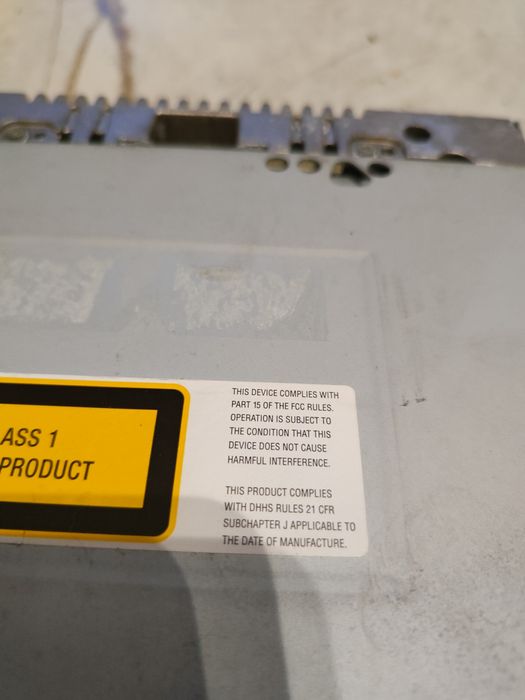 ASS 1
PRODUCT
THIS DEVICE COMPLIES WITH
PART 15 OF THE FCC RULES.
OPERATION IS SUBJECT TO
THE CONDITION THAT THIS
DEVICE DOES NOT CAUSE
HARMFUL INTERFERENCE.
THIS PRODUCT COMPLIES
WITH DHHS RULES 21 CFR
SUBCHAPTER J APPLICABLE TO
THE DATE OF MANUFACTURE.